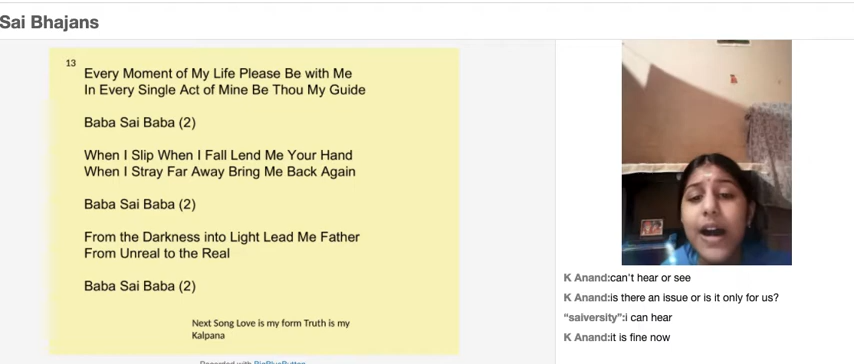 Sai Bhajans
13
Every Moment of My Life Please Be with Me
In Every Single Act of Mine Be Thou My Guide
Baba Sai Baba (2)
When I Slip When I Fall Lend Me Your Hand
When I Stray Far Away Bring Me Back Again
Baba Sai Baba (2)
From the Darkness into Light Lead Me Father
From Unreal to the Real
Baba Sai Baba (2)
Next Song Love is my form Truth is my
Kalpana
Recorded with BigBlueButton
K Anand:can't hear or see
K Anand:is there an issue or is it only for us?
“saiversity”:i can hear
K Anand:it is fine now